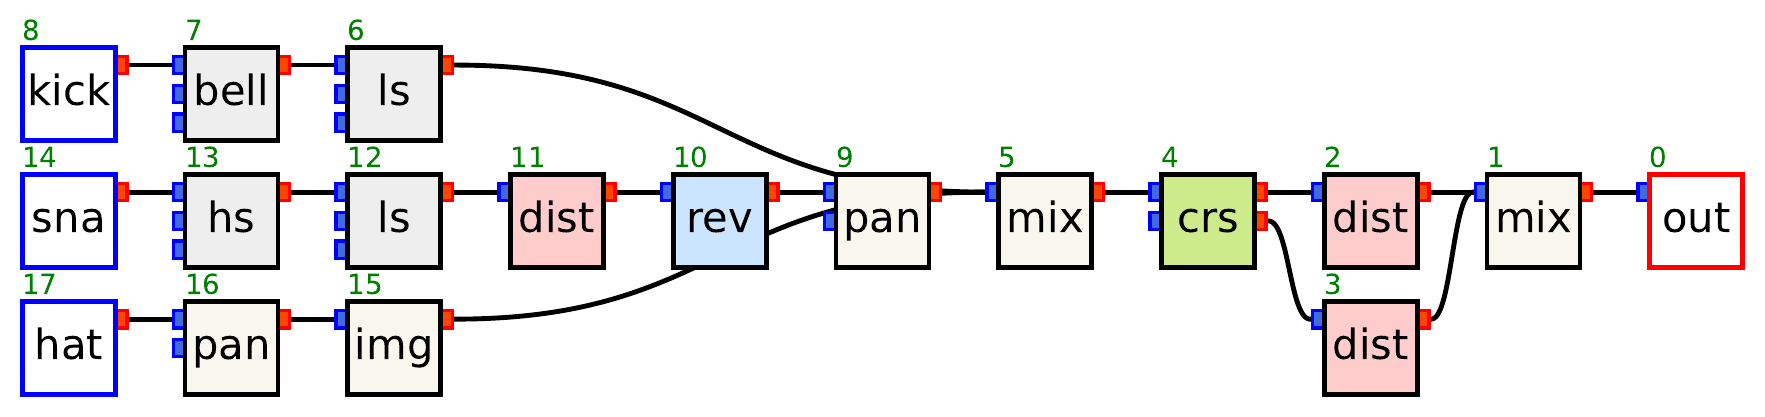 8 7 6
kick bell ls
14 13 12 11 10 9 5 4 2 1 0
sna hs ls dist rev pan mix crs dist mix out
17 16 15 3
hat pan img dist